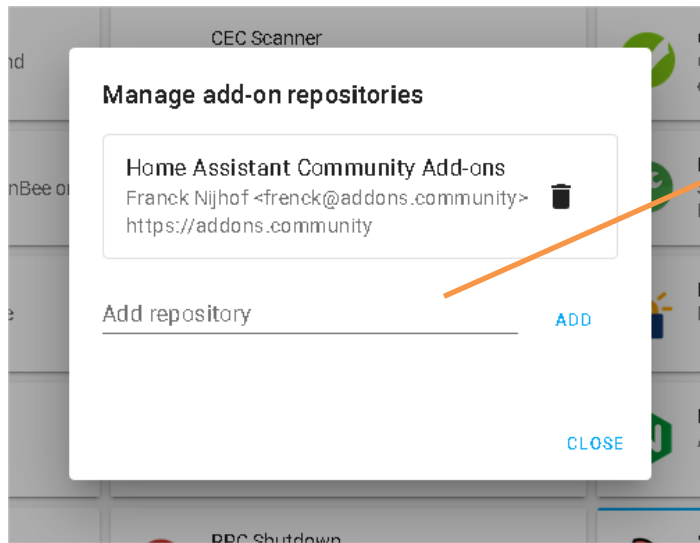 CEC Scanner
nd
Manage add-on repositories
Home Assistant Community Add-ons
Franck Nijhof <frenck@addons.community>
https://addons.community
nBee or
Add repository
ADD
CLOSE
RPC Shutdown